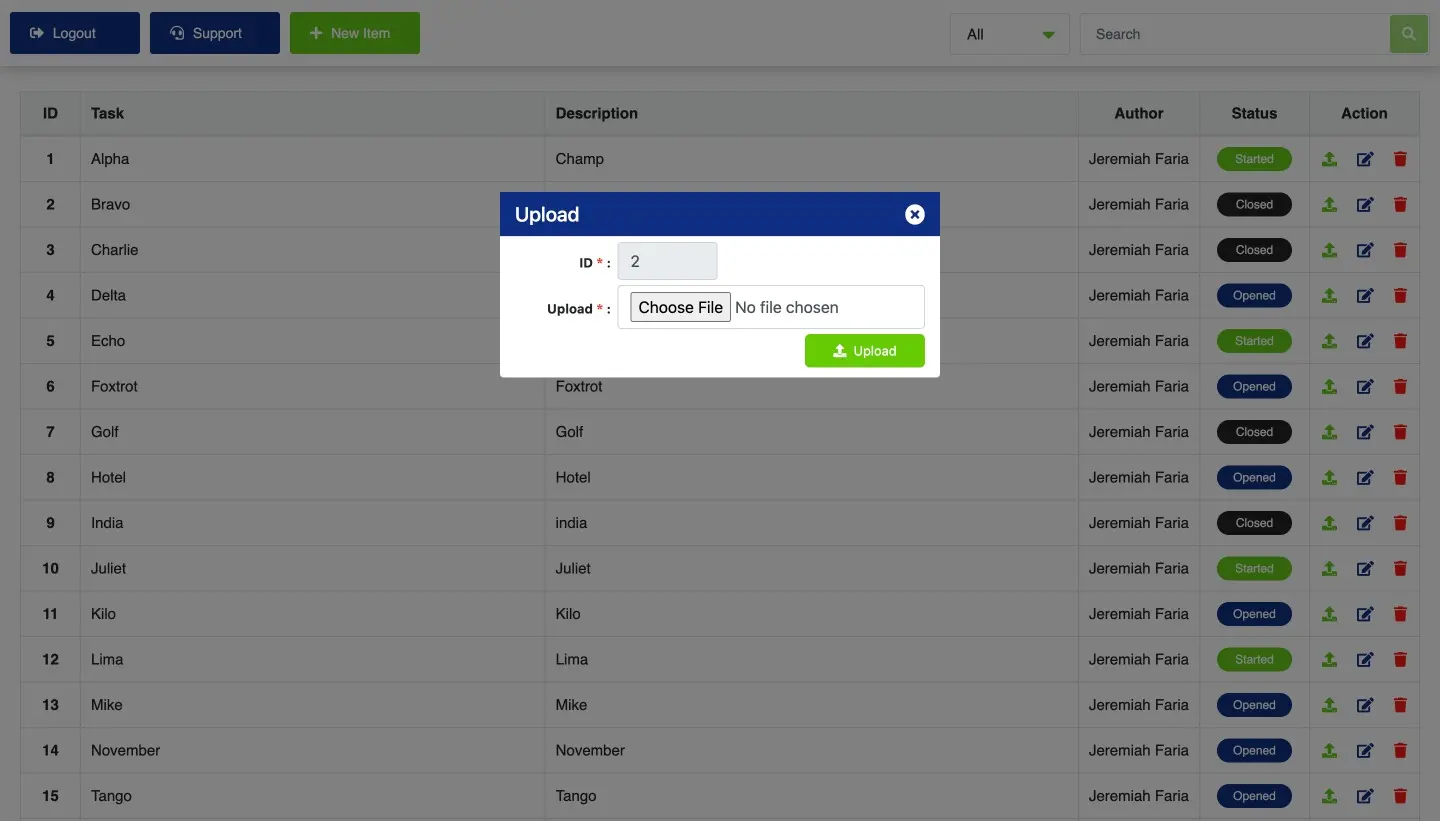 Logout Support New Item All Search
ID Task Description Author Status Action
1 Alpha Champ Jeremiah Faria Started
2 Bravo Jeremiah Faria Closed
3 Charlie Jeremiah Faria Closed
4 Delta Jeremiah Faria Opened
5 Echo Jeremiah Faria Started
6 Foxtrot Foxtrot Jeremiah Faria Opened
7 Golf Golf Jeremiah Faria Closed
8 Hotel Hotel Jeremiah Faria Opened
9 India india Jeremiah Faria Closed
10 Juliet Juliet Jeremiah Faria Started
11 Kilo Kilo Jeremiah Faria Opened
12 Lima Lima Jeremiah Faria Started
13 Mike Mike Jeremiah Faria Opened
14 November November Jeremiah Faria Opened
15 Tango Tango Jeremiah Faria Opened
Upload
ID * : 2
Upload * : Choose File No file chosen
Upload